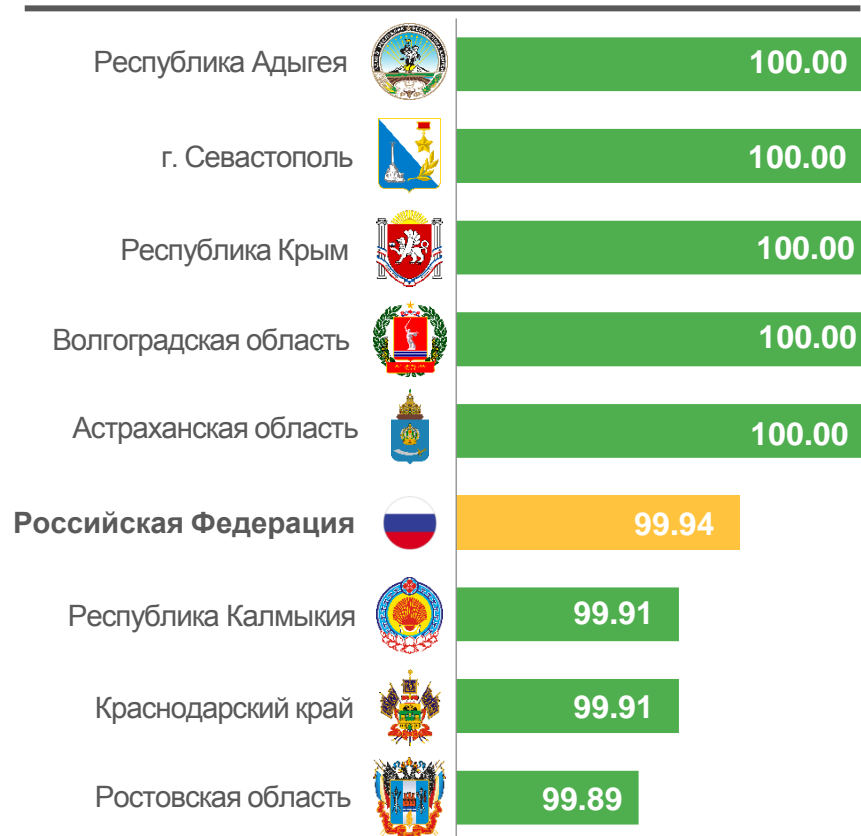 Республика Адыгея 100.00
г. Севастополь 100.00
Республика Крым 100.00
Волгоградская область 100.00
Астраханская область 100.00
Российская Федерация 99.94
Республика Калмыкия 99.91
Краснодарский край 99.91
Ростовская область 99.89